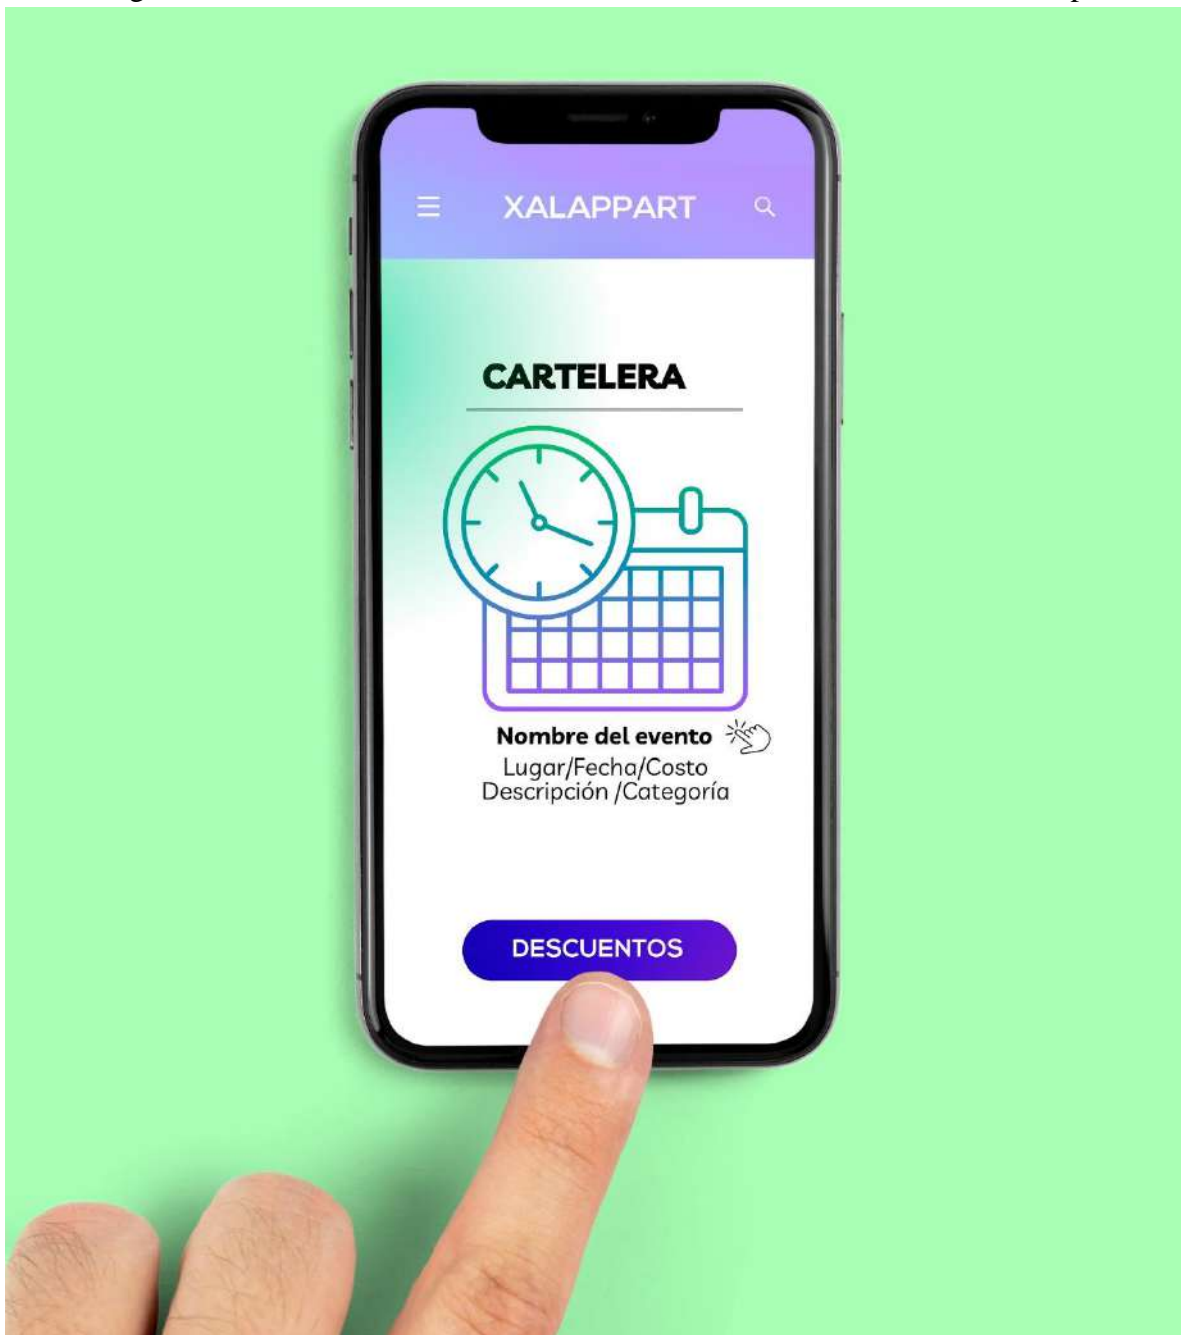 XALAPPART
CARTELERA
Nombre del evento
Lugar/Fecha/Costo
Descripción /Categoría
DESCUENTOS